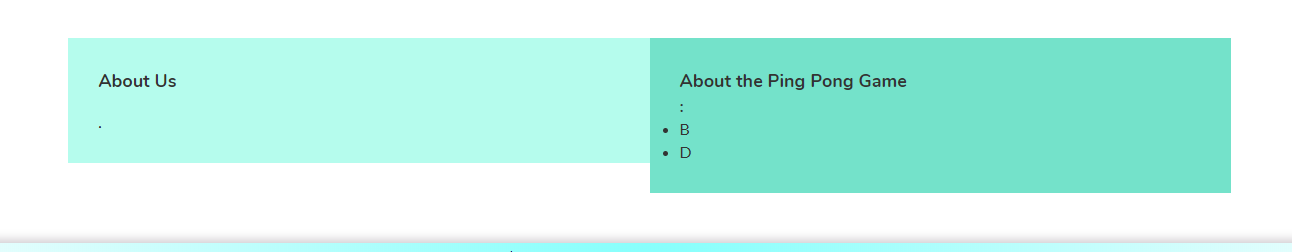 About Us
.
About the Ping Pong Game
:
• B
• D